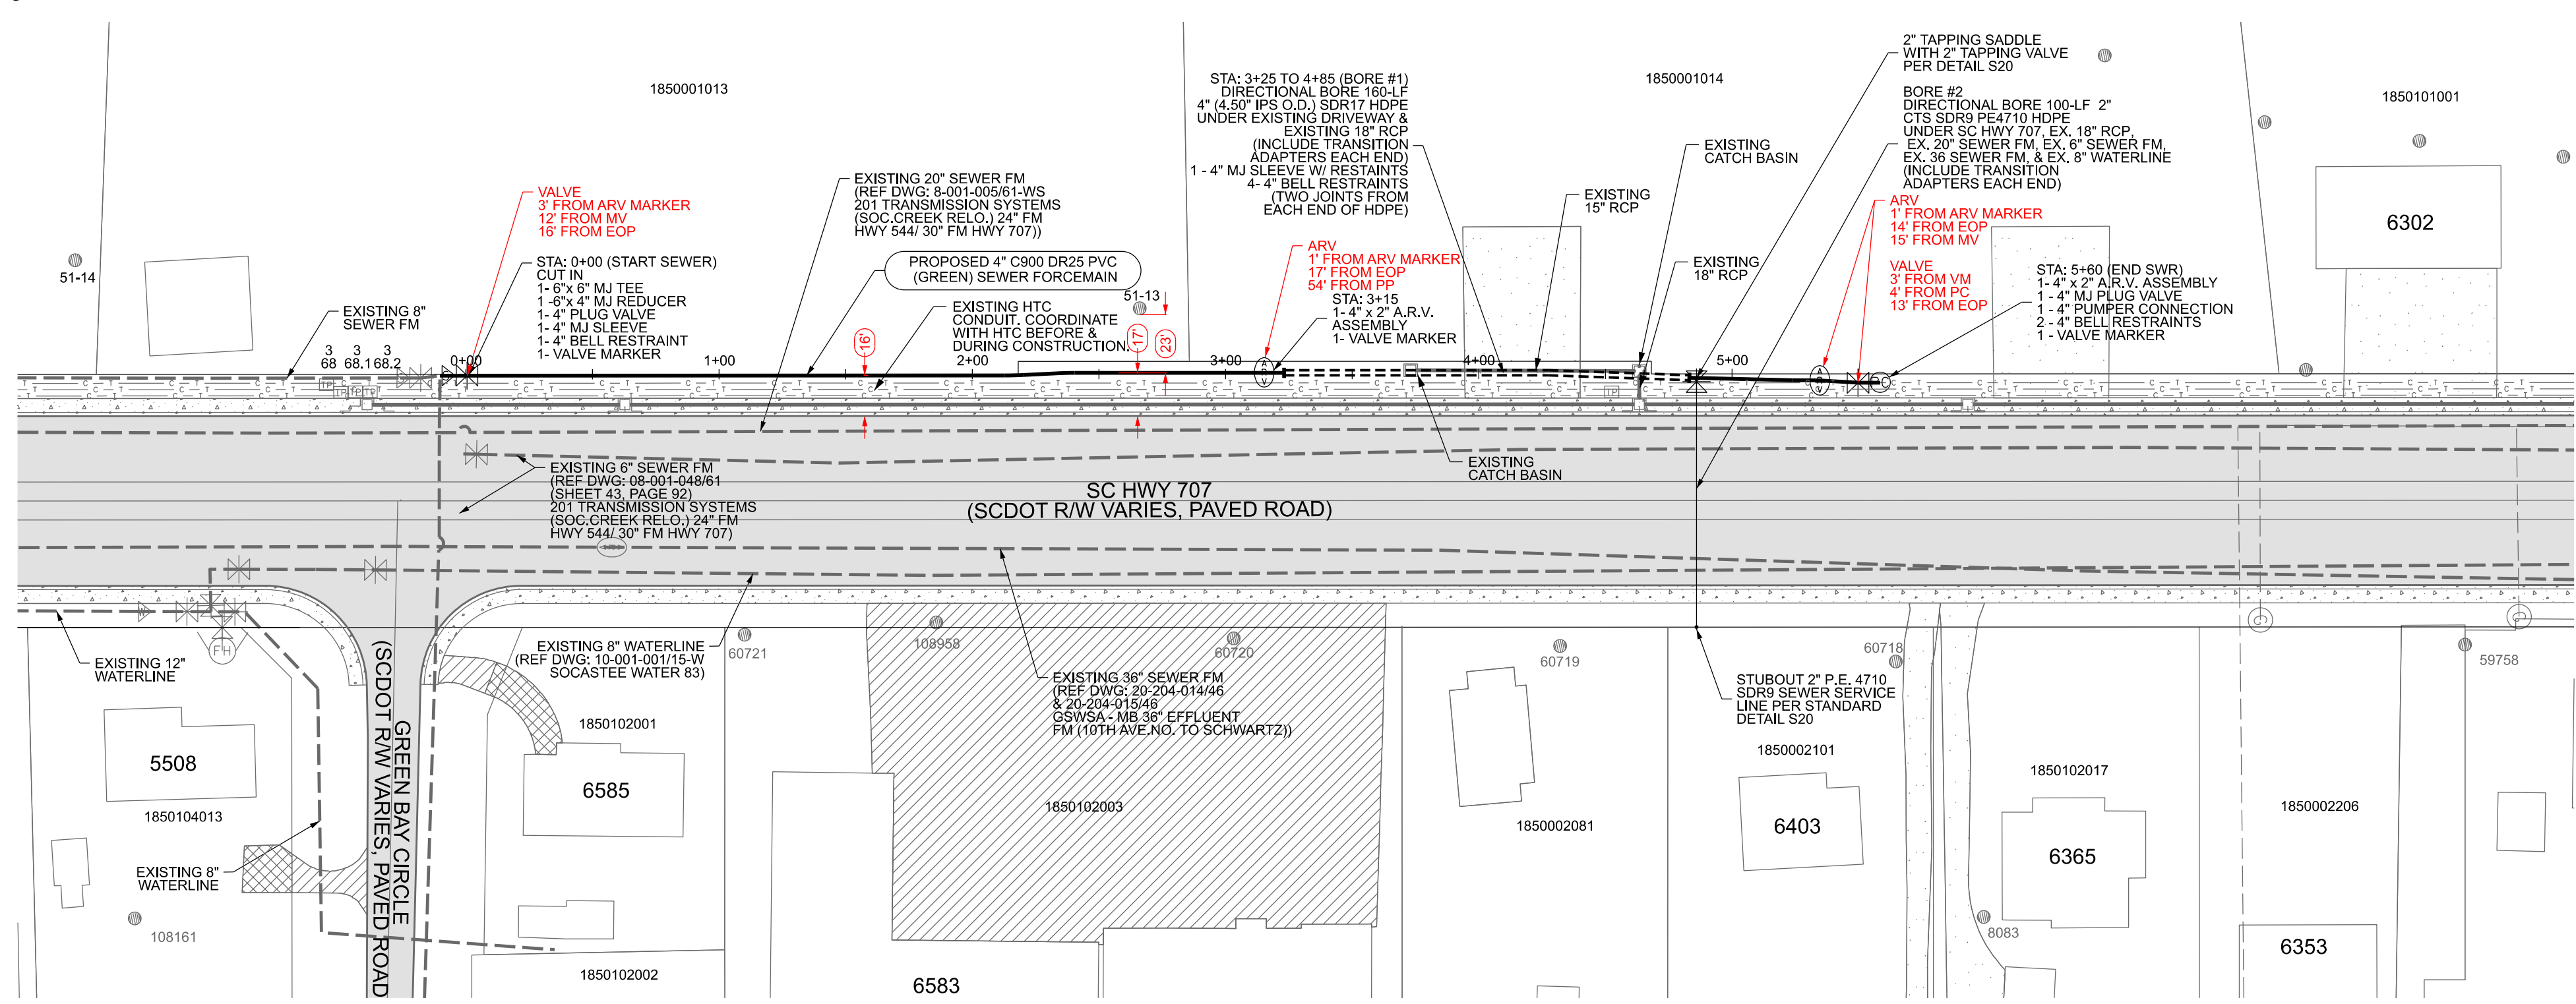 1850001013
STA: 3+25 TO 4+85 (BORE #1)
DIRECTIONAL BORE 160-LF
4" (4.50" IPS O.D.) SDR17 HDPE
UNDER EXISTING DRIVEWAY &
EXISTING 18" RCP
(INCLUDE TRANSITION
ADAPTERS EACH END)
1 - 4" MJ SLEEVE W/ RESTAINTS
4- 4" BELL RESTRAINTS
(TWO JOINTS FROM
EACH END OF HDPE)
1850001014
2" TAPPING SADDLE
WITH 2" TAPPING VALVE
PER DETAIL S20
BORE #2
DIRECTIONAL BORE 100-LF 2"
CTS SDR9 PE4710 HDPE
UNDER SC HWY 707, EX. 18" RCP,
EX. 20" SEWER FM, EX. 6" SEWER FM,
EX. 36 SEWER FM, & EX. 8" WATERLINE
(INCLUDE TRANSITION
ADAPTERS EACH END)
1850101001
EXISTING
CATCH BASIN
VALVE
3' FROM ARV MARKER
12' FROM MV
16' FROM EOP
EXISTING 20" SEWER FM
(REF DWG: 8-001-005/61-WS
201 TRANSMISSION SYSTEMS
(SOC.CREEK RELO.) 24" FM
HWY 544/ 30" FM HWY 707))
EXISTING
15" RCP
ARV
1' FROM ARV MARKER
14' FROM EOP
15' FROM MV
6302
51-14
STA: 0+00 (START SEWER)
CUT IN
1- 6"x 6" MJ TEE
1 -6"x 4" MJ REDUCER
1- 4" PLUG VALVE
1- 4" MJ SLEEVE
1- 4" BELL RESTRAINT
1- VALVE MARKER
PROPOSED 4" C900 DR25 PVC
(GREEN) SEWER FORCEMAIN
ARV
1' FROM ARV MARKER
17' FROM EOP
54' FROM PP
EXISTING
18" RCP
VALVE
3' FROM VM
4' FROM PC
13' FROM EOP
STA: 5+60 (END SWR)
1- 4" x 2" A.R.V. ASSEMBLY
1 - 4" MJ PLUG VALVE
1 - 4" PUMPER CONNECTION
2 - 4" BELL RESTRAINTS
1 - VALVE MARKER
EXISTING 8"
SEWER FM
EXISTING HTC
CONDUIT. COORDINATE
WITH HTC BEFORE &
DURING CONSTRUCTION.
51-13
STA: 3+15
1- 4" x 2" A.R.V.
ASSEMBLY
1- VALVE MARKER
16'
17'
23'
3 3 3
68 68.1 68.2
0+00
1+00
2+00
3+00
4+00
5+00
A
R
V
A
R
V
TP
TP
TP
TP
EXISTING
CATCH BASIN
EXISTING 6" SEWER FM
(REF DWG: 08-001-048/61
(SHEET 43, PAGE 92)
201 TRANSMISSION SYSTEMS
(SOC.CREEK RELO.) 24" FM
HWY 544/ 30" FM HWY 707)
SC HWY 707
(SCDOT R/W VARIES, PAVED ROAD)
FH
EXISTING 12"
WATERLINE
EXISTING 8" WATERLINE
(REF DWG: 10-001-001/15-W
SOCASTEE WATER 83)
60721
108958
60720
60719
60718
59758
EXISTING 36" SEWER FM
(REF DWG: 20-204-014/46
& 20-204-015/46
GSWSA - MB 36" EFFLUENT
FM (10TH AVE.NO. TO SCHWARTZ))
STUBOUT 2" P.E. 4710
SDR9 SEWER SERVICE
LINE PER STANDARD
DETAIL S20
GREEN BAY CIRCLE
(SCDOT R/W VARIES, PAVED ROAD
1850102001
5508
6585
1850104013
1850102003
1850002081
1850002101
6403
1850102017
6365
1850002206
EXISTING 8"
WATERLINE
108161
8083
6353
1850102002
6583